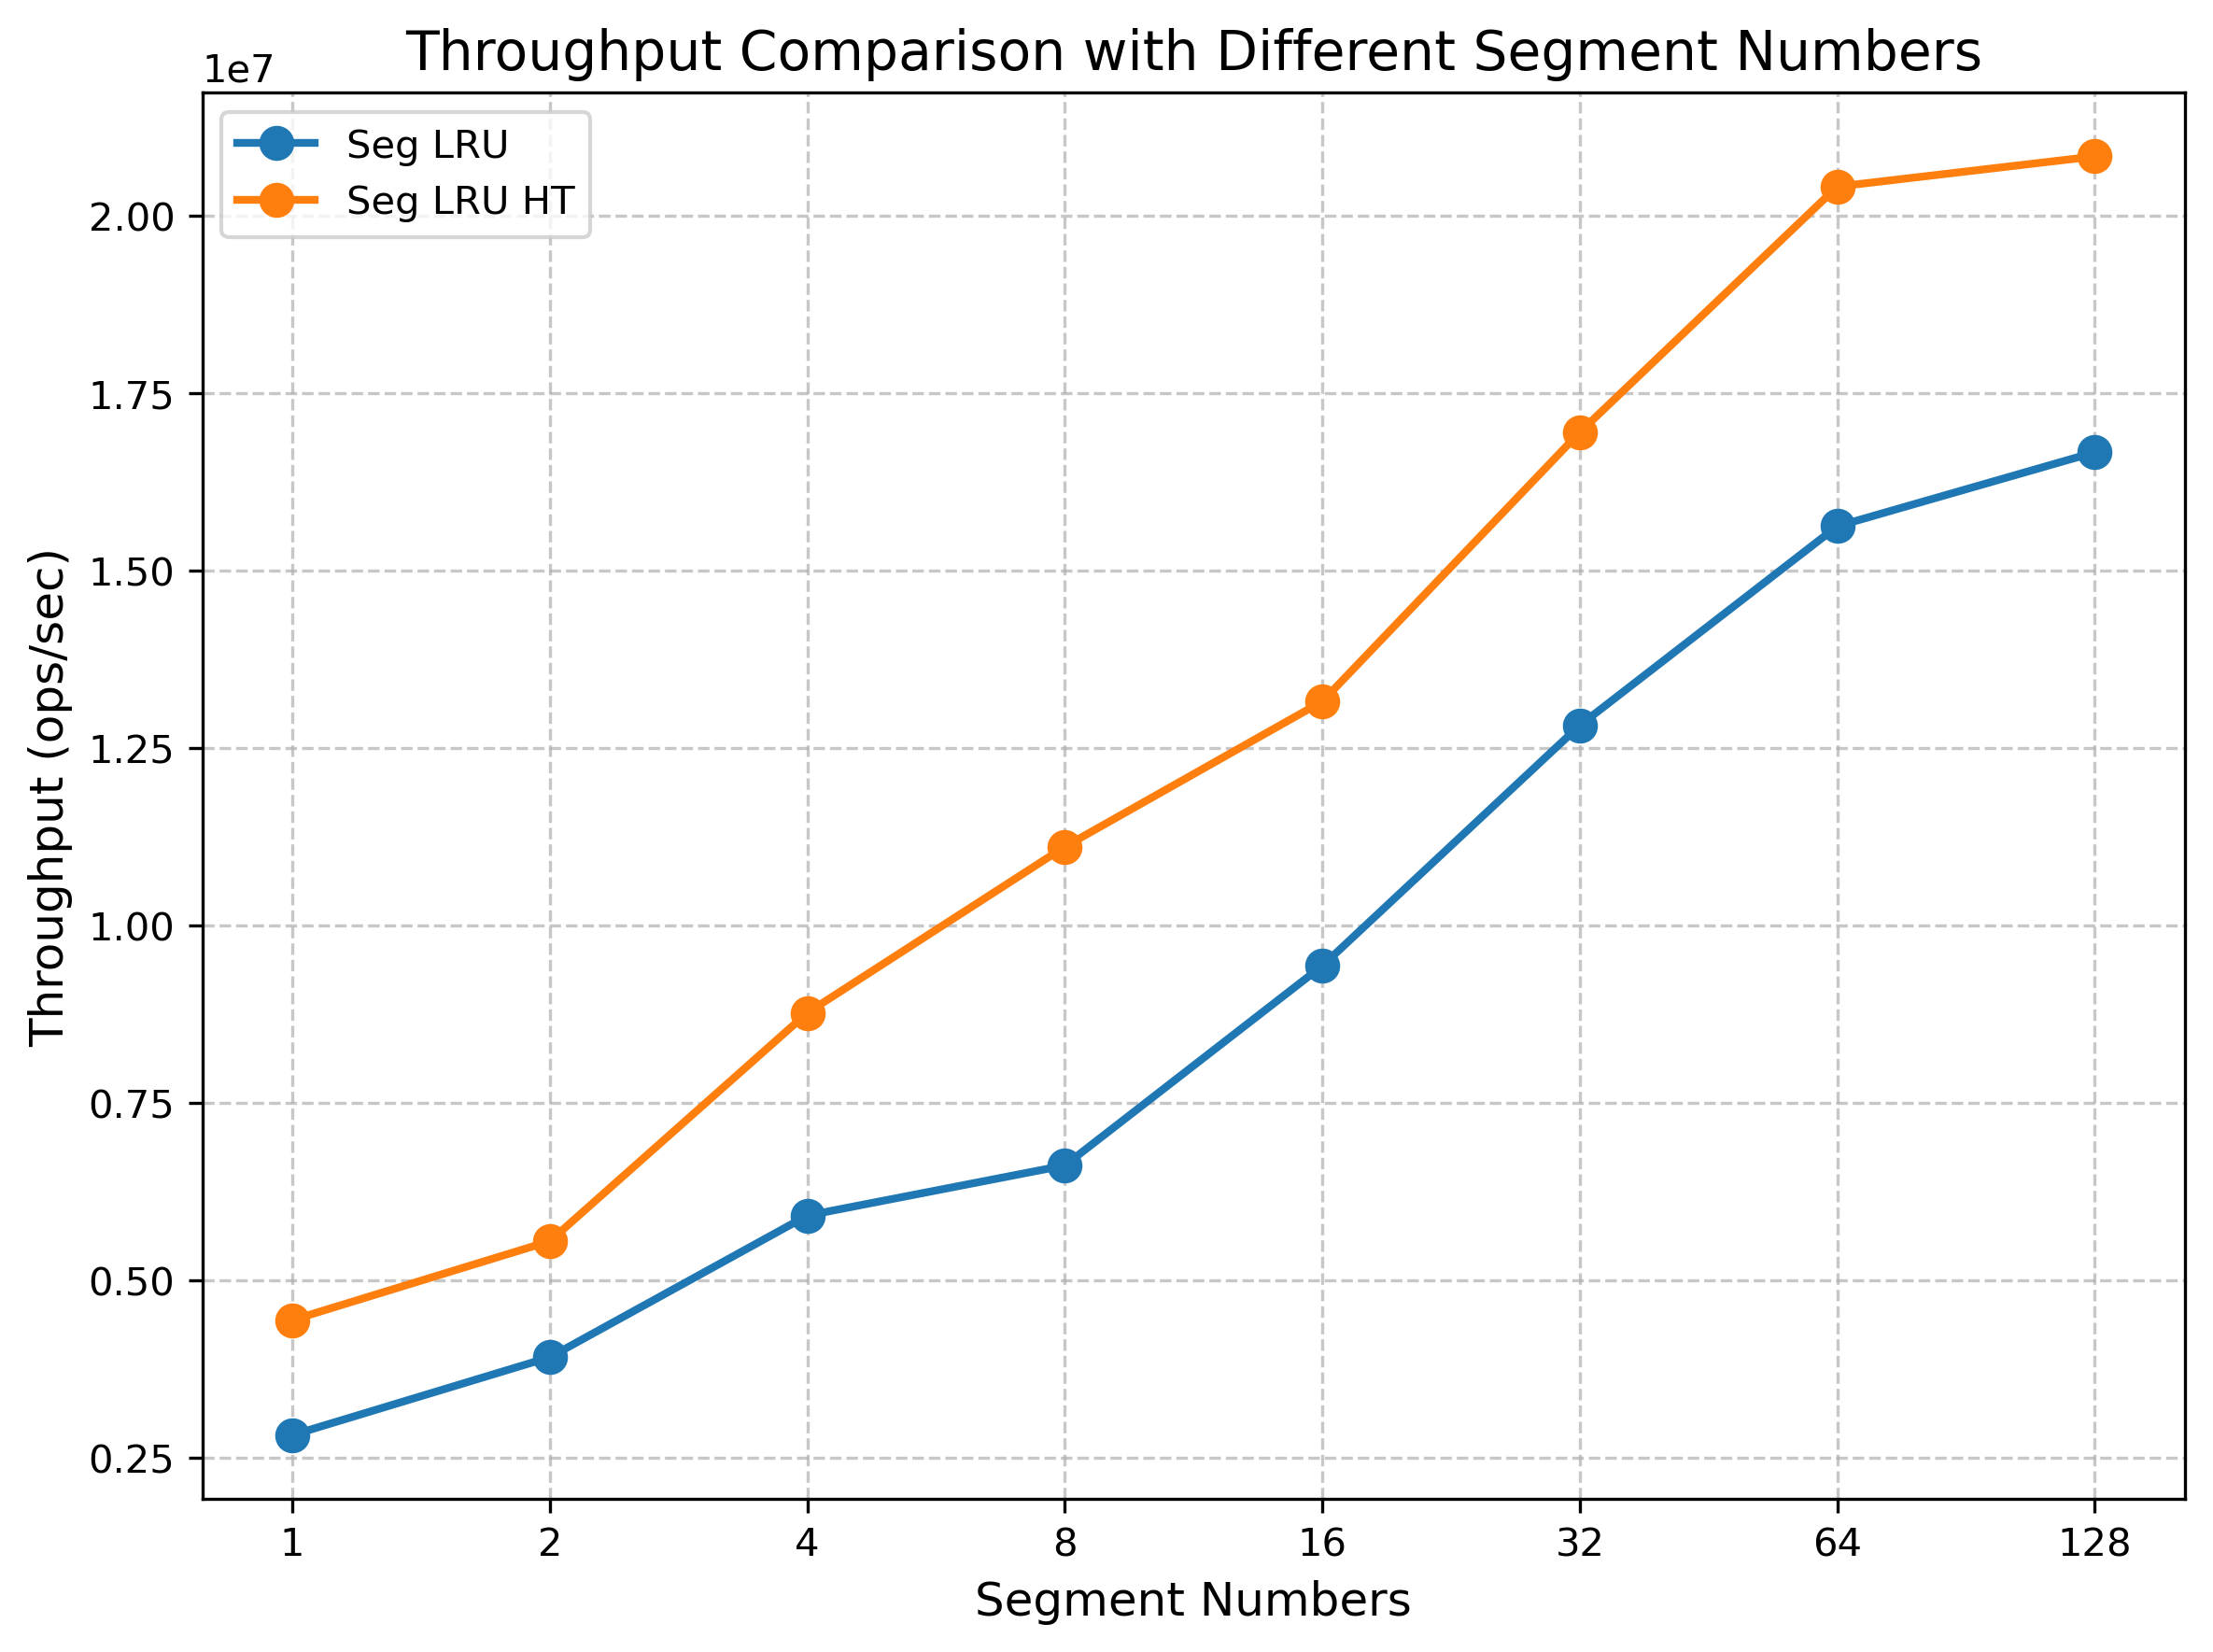 Throughput Comparison with Different Segment Numbers
1e7
Seg LRU
Seg LRU HT
2.00
1.75
1.50
1.25
1.00
0.75
0.50
0.25
Throughput (ops/sec)
1 2 4 8 16 32 64 128
Segment Numbers